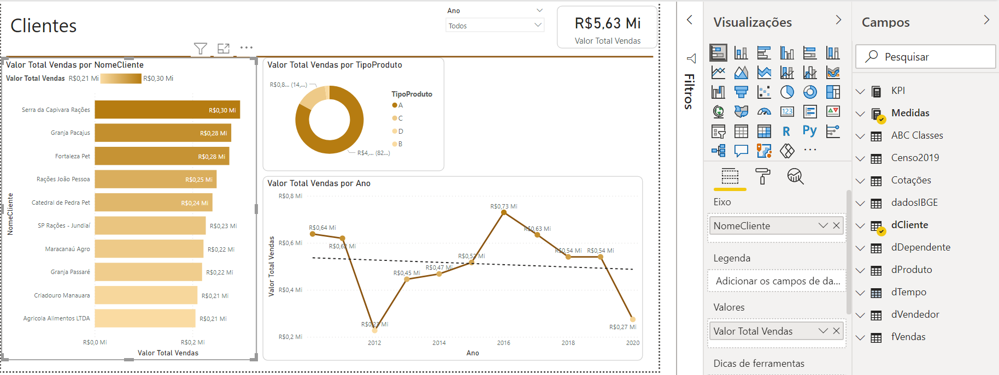 Clientes
Ano
Todos
R$5,63 Mi
Valor Total Vendas
Valor Total Vendas por NomeCliente
Valor Total Vendas R$0,21 Mi R$0,30 Mi
NomeCliente
Serra da Capivara Rações R$0,30 Mi
Granja Pacajus R$0,28 Mi
Fortaleza Pet R$0,28 Mi
Rações João Pessoa R$0,25 Mi
Catedral de Pedra Pet R$0,24 Mi
SP Rações - Jundiaí R$0,23 Mi
Maracanaú Agro R$0,22 Mi
Granja Passaré R$0,22 Mi
Criadouro Manauara R$0,21 Mi
Agricola Alimentos LTDA R$0,21 Mi
R$0,0 Mi R$0,2 Mi
Valor Total Vendas
Valor Total Vendas por TipoProduto
R$0,8... (14,...)
R$4,... (82...)
TipoProduto
A
C
D
B
Valor Total Vendas por Ano
Valor Total Vendas
R$0,8 Mi
R$0,6 Mi
R$0,4 Mi
R$0,2 Mi
R$0,64 Mi
R$0,62 Mi
R$0,23 Mi
R$0,45 Mi
R$0,47 Mi
R$0,52 Mi
R$0,73 Mi
R$0,63 Mi
R$0,54 Mi
R$0,54 Mi
R$0,27 Mi
2012 2014 2016 2018 2020
Ano
Filtros
Visualizações
123
R
Py
Eixo
NomeCliente
Legenda
Adicionar os campos de da...
Valores
Valor Total Vendas
Dicas de ferramentas
Campos
Pesquisar
KPI
Medidas
ABC Classes
Censo2019
Cotações
dadosIBGE
dCliente
dDependente
dProduto
dTempo
dVendedor
fVendas